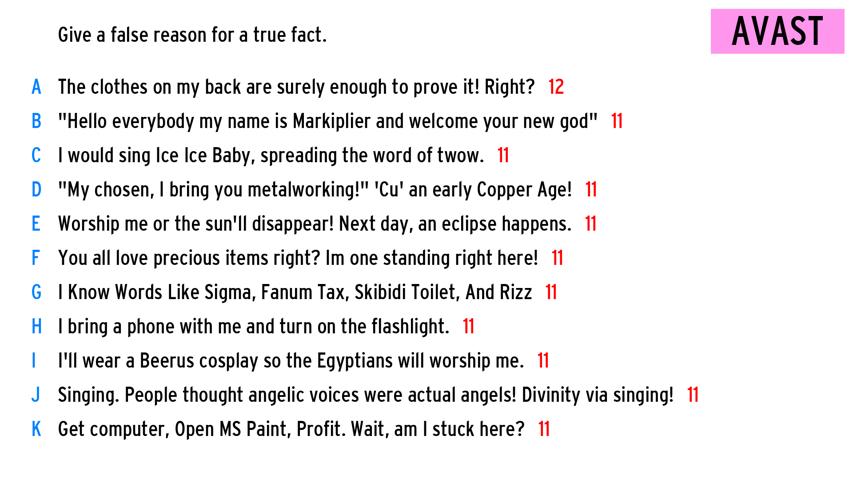 Give a false reason for a true fact.
AVAST
A The clothes on my back are surely enough to prove it! Right? 12
B "Hello everybody my name is Markiplier and welcome your new god" 11
C I would sing Ice Ice Baby, spreading the word of twow. 11
D "My chosen, I bring you metalworking!" 'Cu' an early Copper Age! 11
E Worship me or the sun'll disappear! Next day, an eclipse happens. 11
F You all love precious items right? Im one standing right here! 11
G I Know Words Like Sigma, Fanum Tax, Skibidi Toilet, And Rizz 11
H I bring a phone with me and turn on the flashlight. 11
I I'll wear a Beerus cosplay so the Egyptians will worship me. 11
J Singing. People thought angelic voices were actual angels! Divinity via singing! 11
K Get computer, Open MS Paint, Profit. Wait, am I stuck here? 11